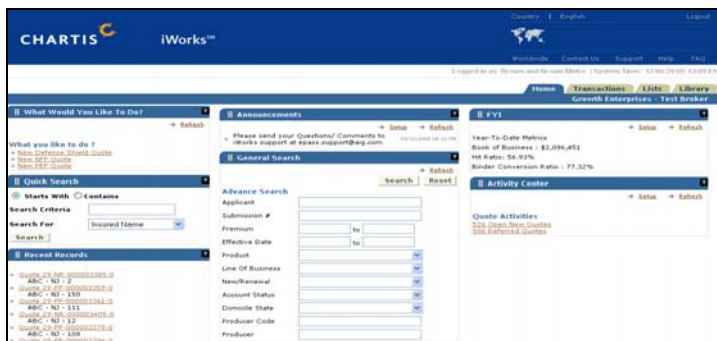 Country | English Logout
CHARTIS iWorks℠
Worldwide Contact Us Support Help FAQ
Home Transactions Lists Library
Growth Enterprises - Test Broker
What Would You Like To Do?
Refresh
What you like to do ?
New Defense Shield Quote
New NFP Quote
New PEP Quote
Quick Search
Starts With Contains
Search Criteria
Search For Insured Name
Search
Recent Records
ABC - NJ - 2
ABC - NJ - 150
ABC - NJ - 111
ABC - NJ - 12
ABC - NJ - 108
Announcements
Setup Refresh
Please send your Questions/ Comments to
iWorks support at epass.support@aig.com
General Search
Refresh
Search Reset
Advance Search
Applicant
Submission #
Premium to
Effective Date to
Product
Line Of Business
New/Renewal
Account Status
Domicile State
Producer Code
Producer
FYI
Setup Refresh
Year-To-Date Metrics
Book of Business : $2,096,451
Hit Ratio: 56.93%
Binder Conversion Ratio : 77.32%
Activity Center
Setup Refresh
Quote Activities
526 Open New Quotes
506 Referred Quotes